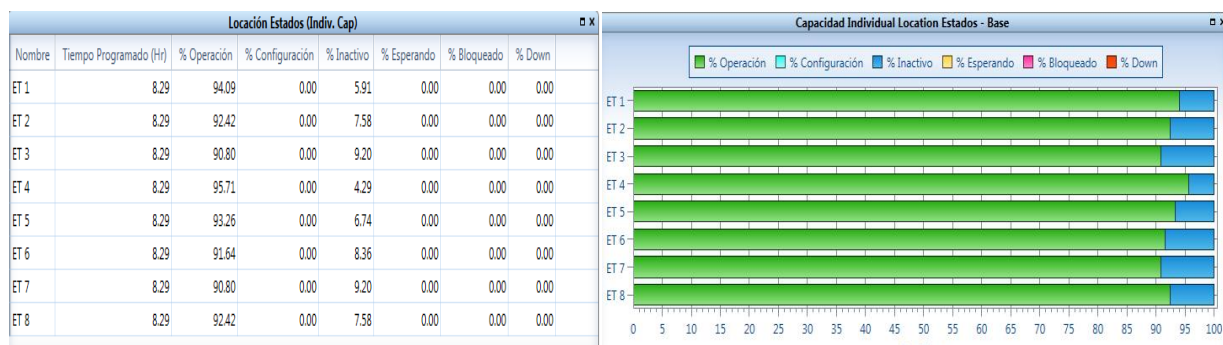 Locación Estados (Indiv. Cap)
Nombre Tiempo Programado (Hr) % Operación % Configuración % Inactivo % Esperando % Bloqueado % Down
ET 1 8.29 94.09 0.00 5.91 0.00 0.00 0.00
ET 2 8.29 92.42 0.00 7.58 0.00 0.00 0.00
ET 3 8.29 90.80 0.00 9.20 0.00 0.00 0.00
ET 4 8.29 95.71 0.00 4.29 0.00 0.00 0.00
ET 5 8.29 93.26 0.00 6.74 0.00 0.00 0.00
ET 6 8.29 91.64 0.00 8.36 0.00 0.00 0.00
ET 7 8.29 90.80 0.00 9.20 0.00 0.00 0.00
ET 8 8.29 92.42 0.00 7.58 0.00 0.00 0.00
Capacidad Individual Location Estados - Base
% Operación % Configuración % Inactivo % Esperando % Bloqueado % Down
ET 1
ET 2
ET 3
ET 4
ET 5
ET 6
ET 7
ET 8
0 5 10 15 20 25 30 35 40 45 50 55 60 65 70 75 80 85 90 95 100